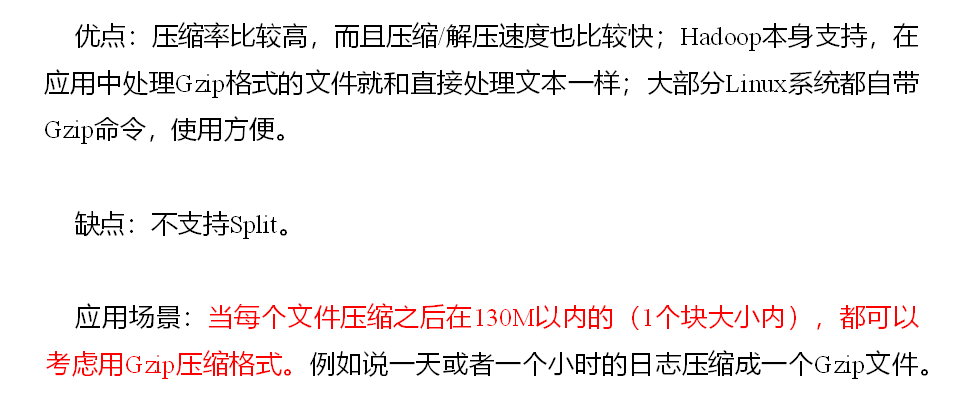 优点：压缩率比较高，而且压缩/解压速度也比较快；Hadoop本身支持，在
应用中处理Gzip格式的文件就和直接处理文本一样；大部分Linux系统都自带
Gzip命令，使用方便。
缺点：不支持Split。
应用场景：当每个文件压缩之后在130M以内的（1个块大小内），都可以
考虑用Gzip压缩格式。例如说一天或者一个小时的日志压缩成一个Gzip文件。